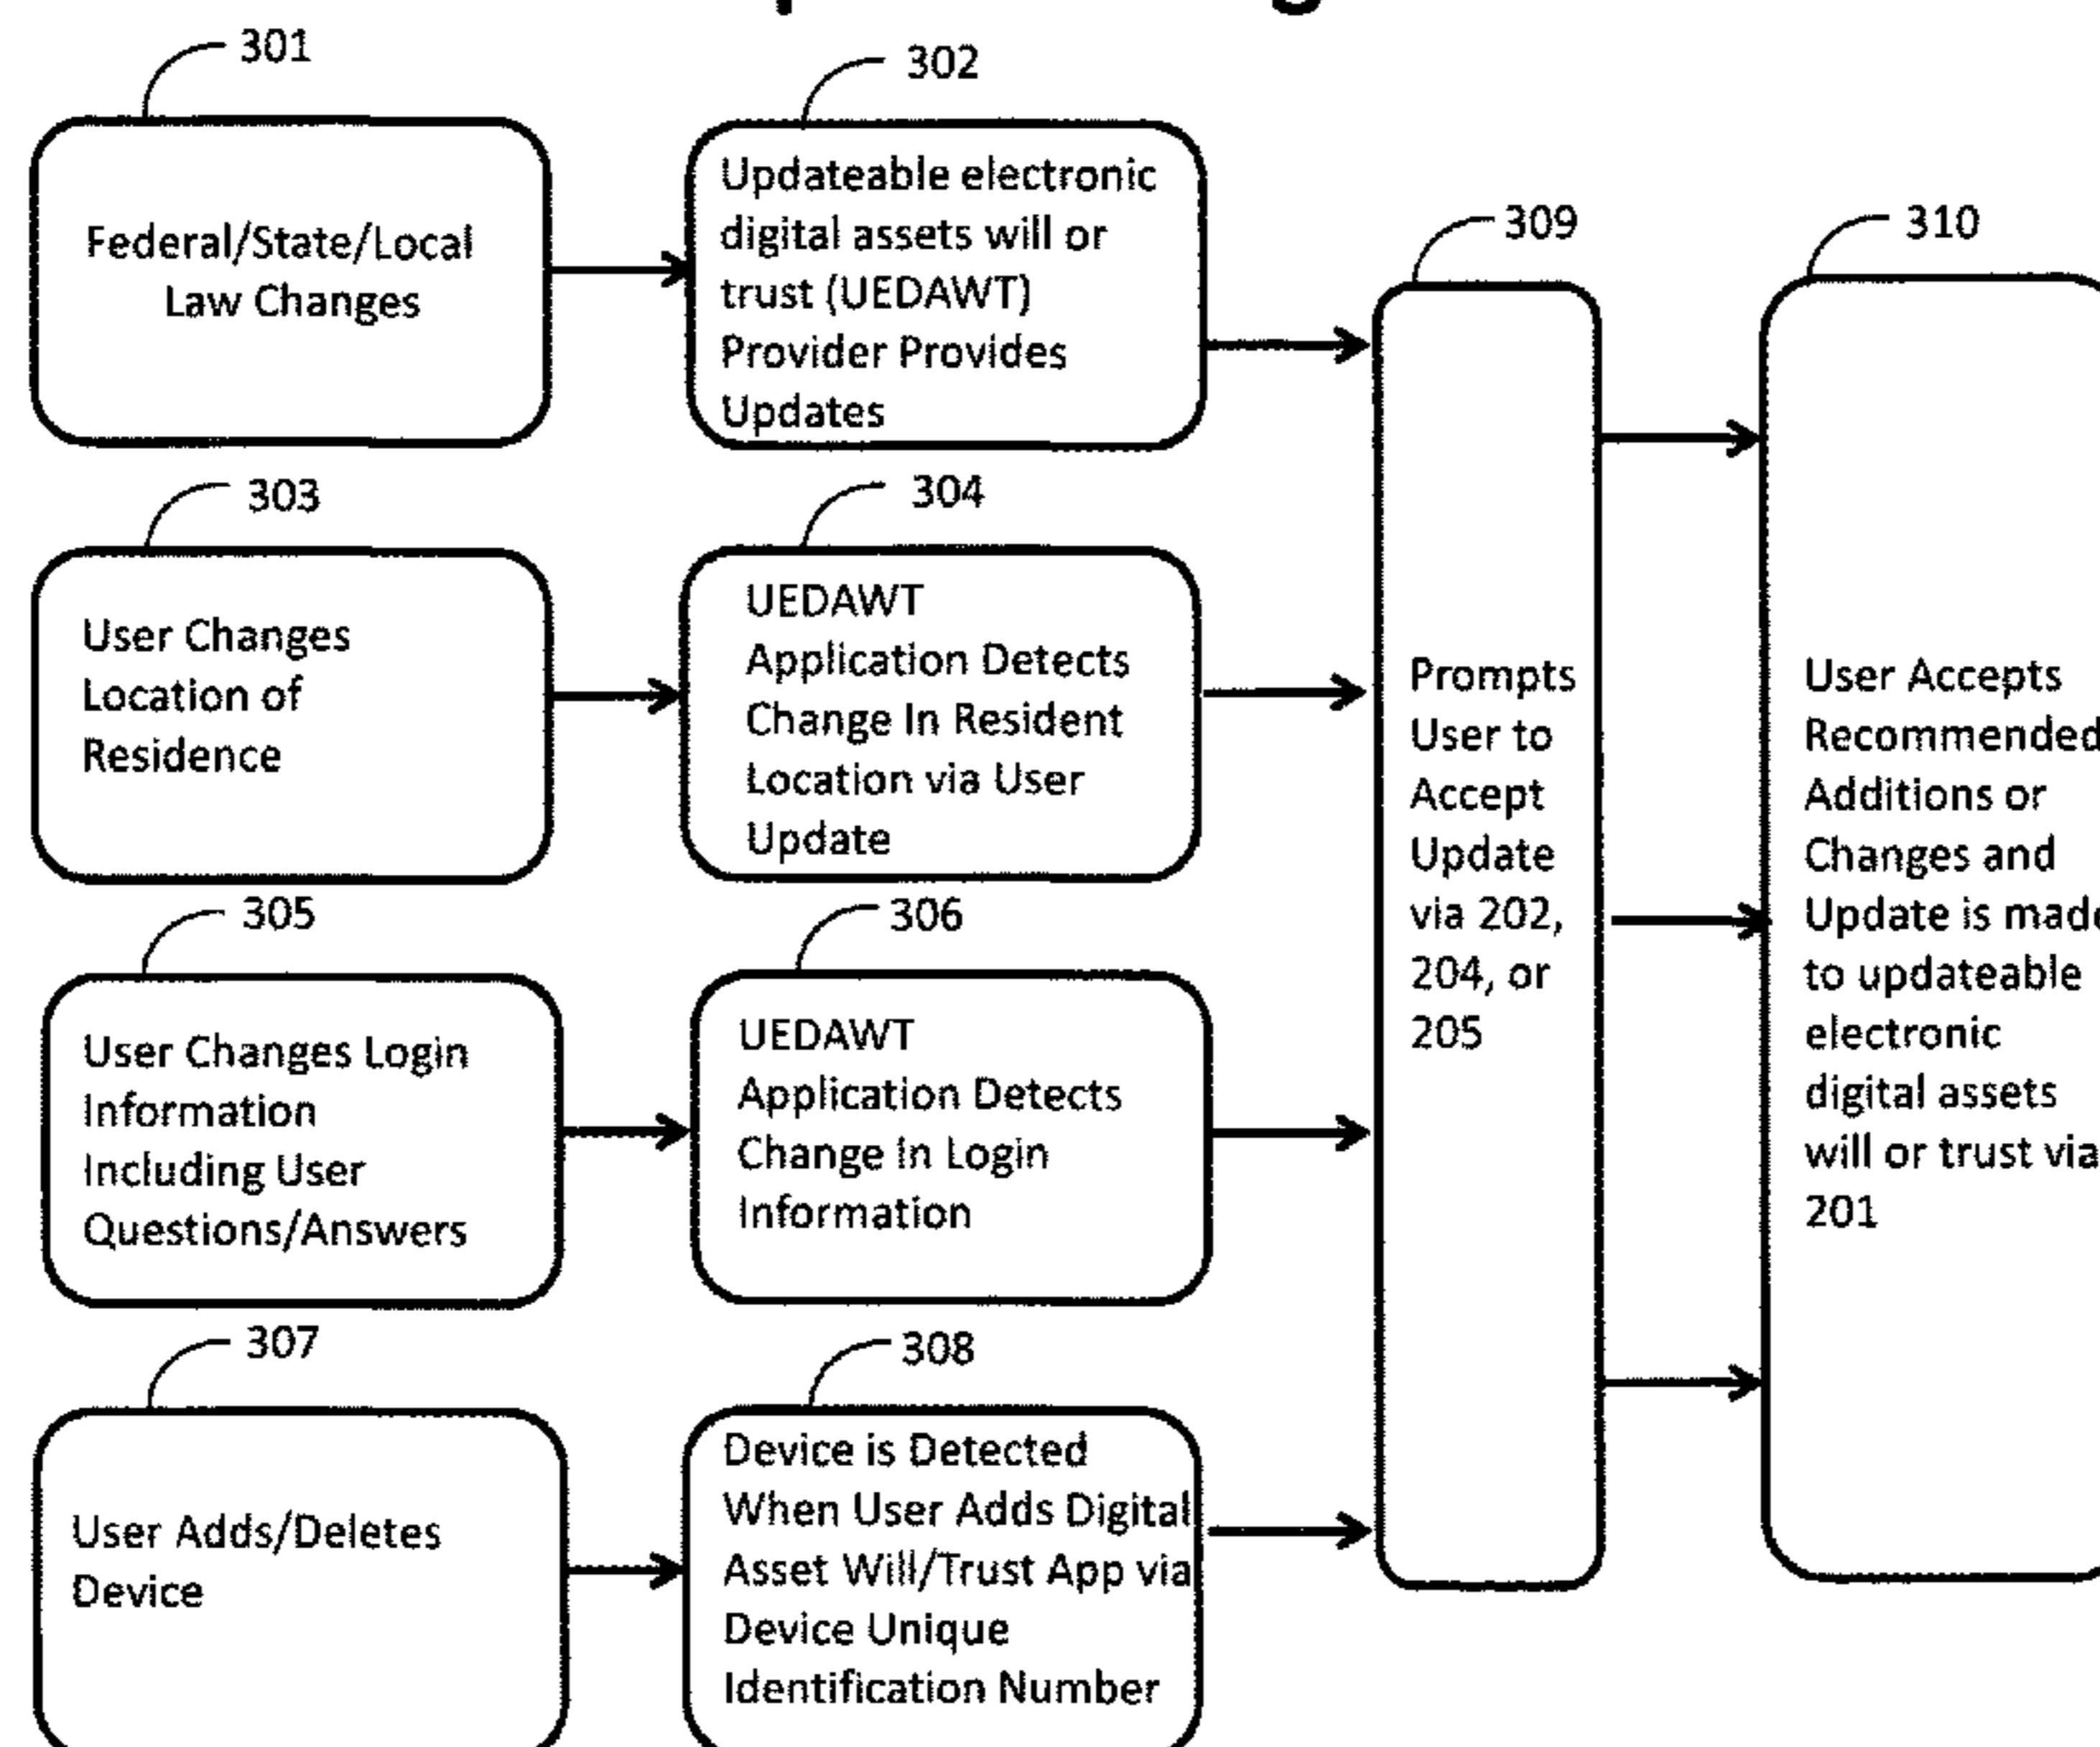 301
302
Federal/State/Local
Law Changes
Updateable electronic
digital assets will or
trust (UEDAWT)
Provider Provides
Updates
303
304
User Changes
Location of
Residence
UEDAWT
Application Detects
Change In Resident
Location via User
Update
305
306
User Changes Login
Information
Including User
Questions/Answers
UEDAWT
Application Detects
Change In Login
Information
307
308
User Adds/Deletes
Device
Device is Detected
When User Adds Digital
Asset Will/Trust App via
Device Unique
Identification Number
309
Prompts
User to
Accept
Update
via 202,
204, or
205
310
User Accepts
Recommended
Additions or
Changes and
Update is made
to updateable
electronic
digital assets
will or trust via
201